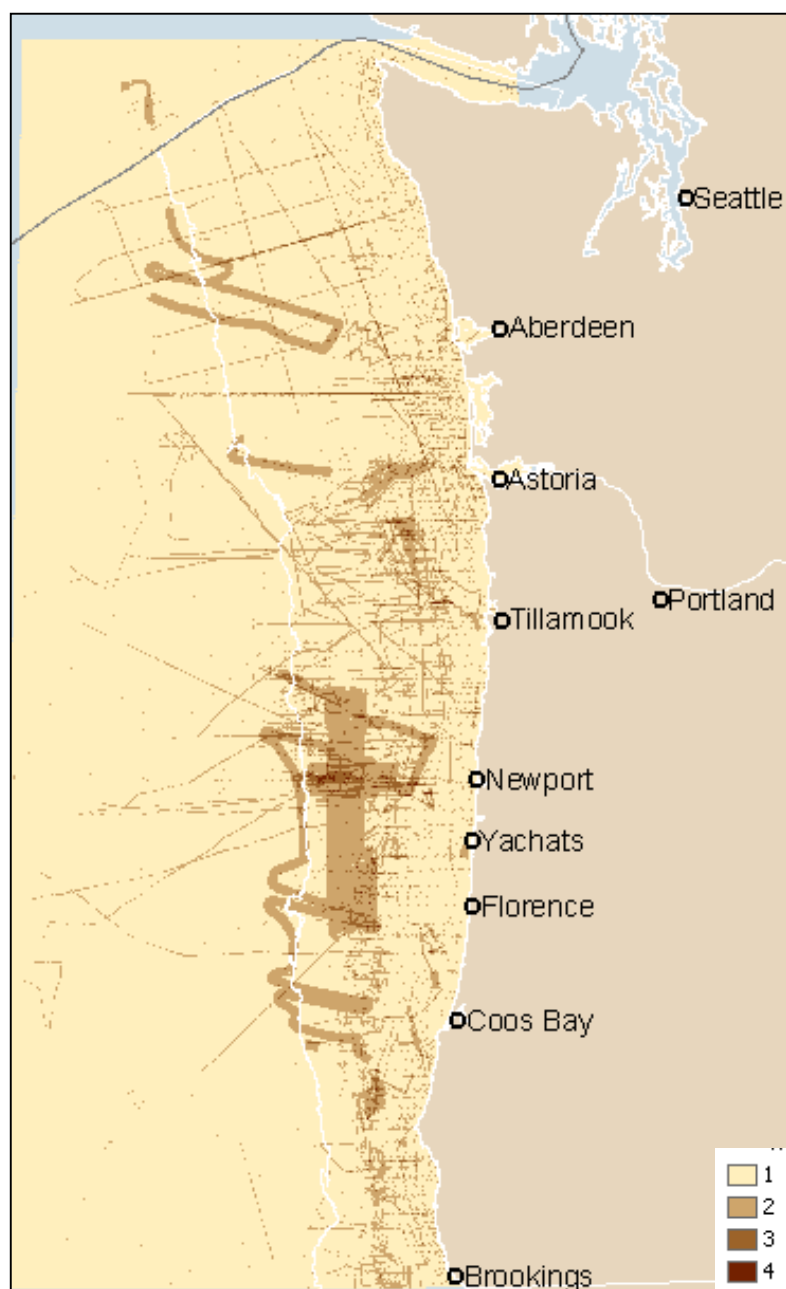 Seattle
Aberdeen
Astoria
Portland
Tillamook
Newport
Yachats
Florence
Coos Bay
Brookings
1
2
3
4